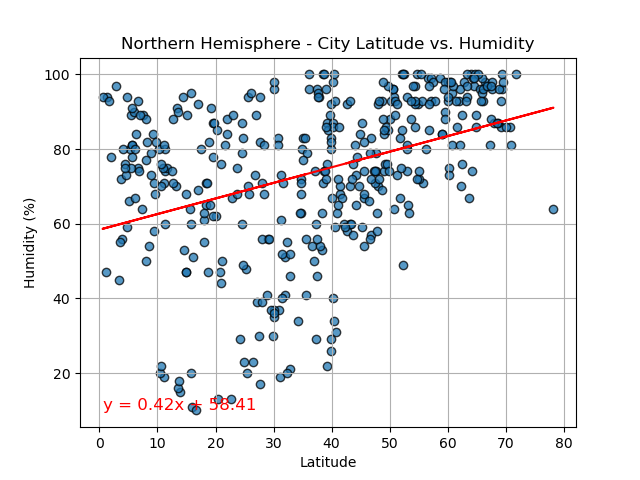 Northern Hemisphere - City Latitude vs. Humidity
Humidity (%)
100
80
60
40
20
y = 0.42x + 58.41
0 10 20 30 40 50 60 70 80
Latitude